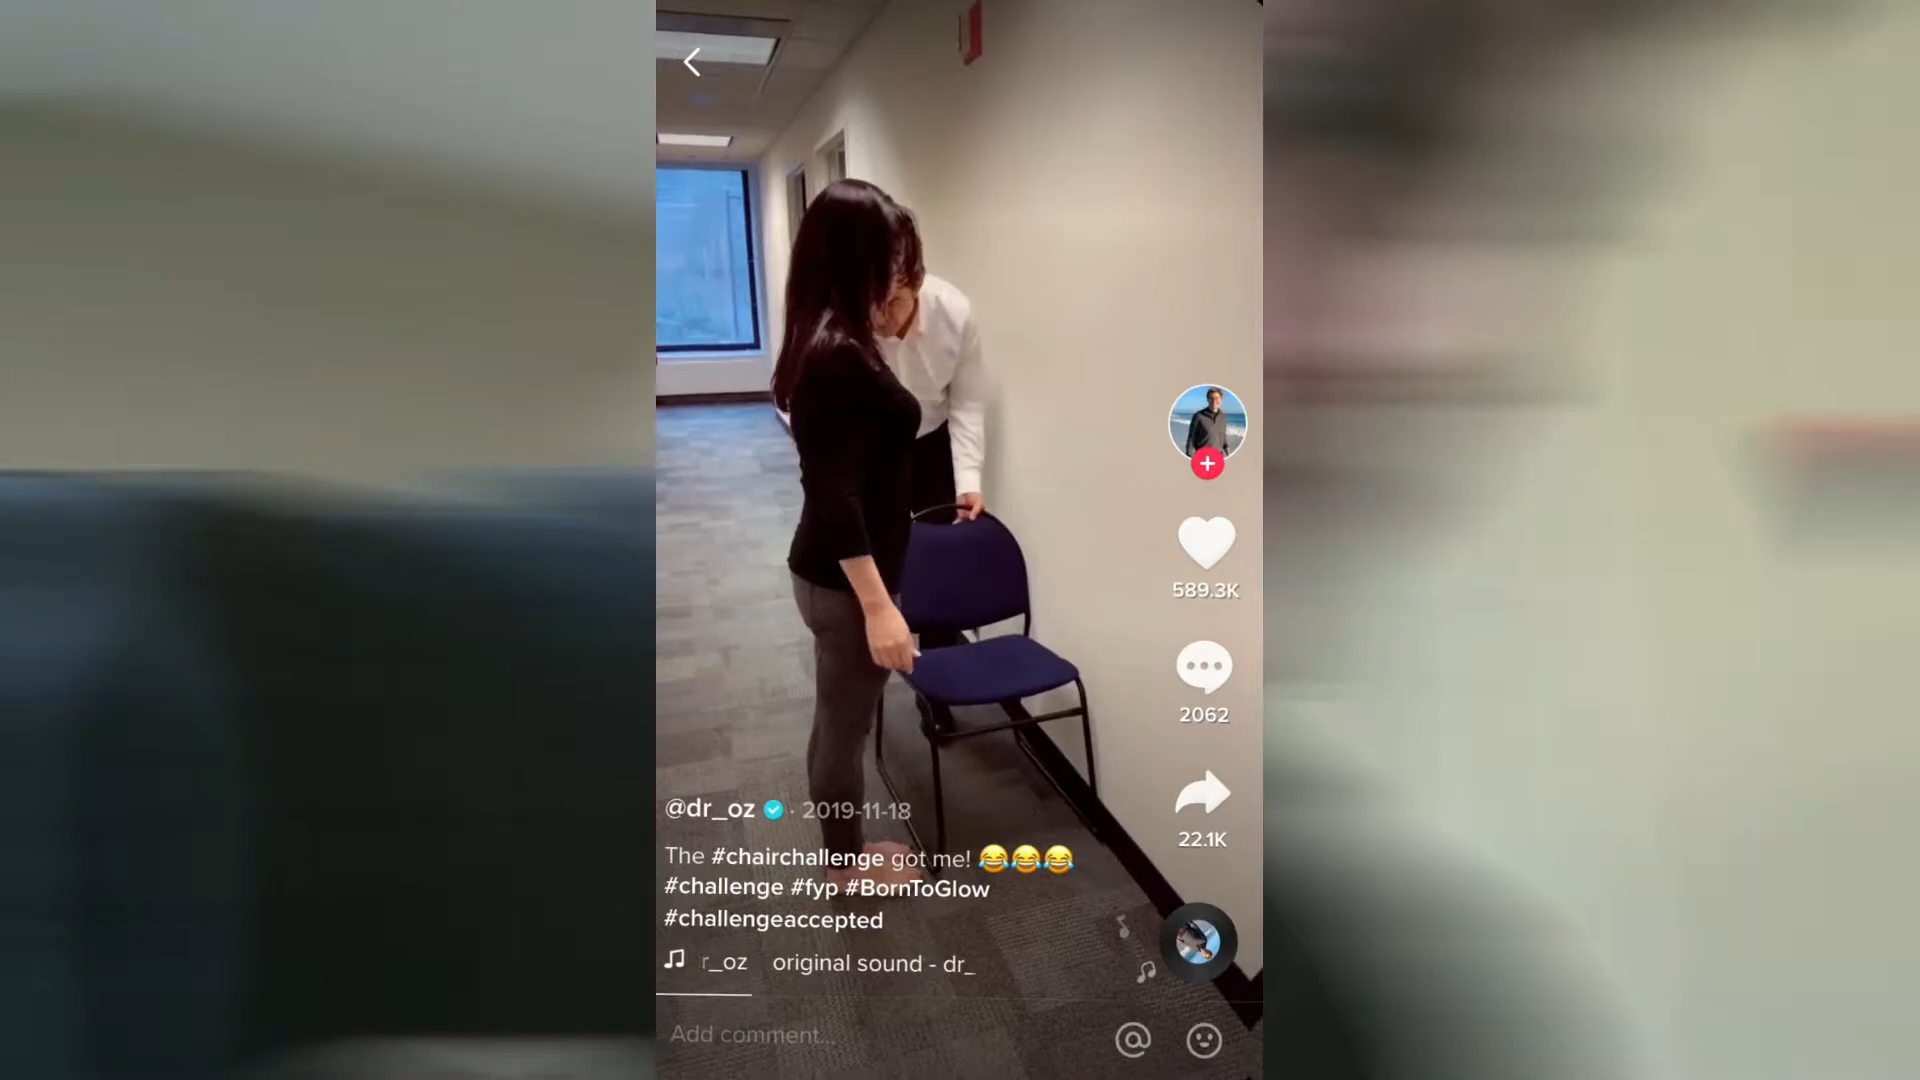 589.3K
2062
22.1K
@dr_oz · 2019-11-18
The #chairchallenge got me! 😂😂😂
#challenge #fyp #BornToGlow
#challengeaccepted
r_oz original sound - dr_
Add comment...